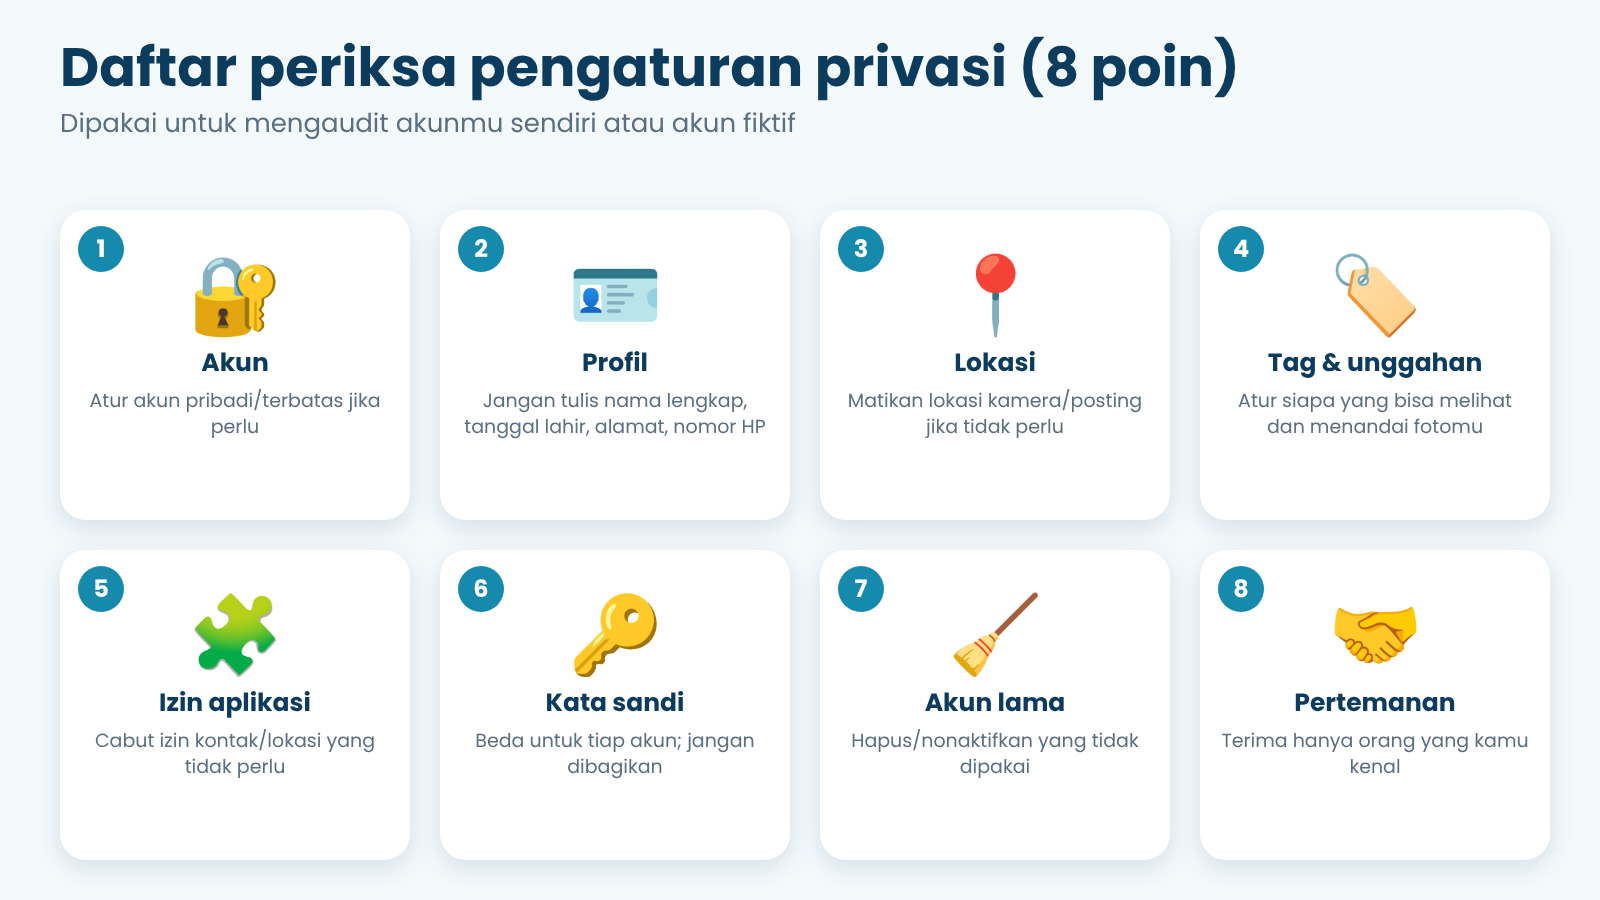 Daftar periksa pengaturan privasi (8 poin)
Dipakai untuk mengaudit akunmu sendiri atau akun fiktif
1
Akun
Atur akun pribadi/terbatas jika
perlu
2
Profil
Jangan tulis nama lengkap,
tanggal lahir, alamat, nomor HP
3
Lokasi
Matikan lokasi kamera/posting
jika tidak perlu
4
Tag & unggahan
Atur siapa yang bisa melihat
dan menandai fotomu
5
Izin aplikasi
Cabut izin kontak/lokasi yang
tidak perlu
6
Kata sandi
Beda untuk tiap akun; jangan
dibagikan
7
Akun lama
Hapus/nonaktifkan yang tidak
dipakai
8
Pertemanan
Terima hanya orang yang kamu
kenal